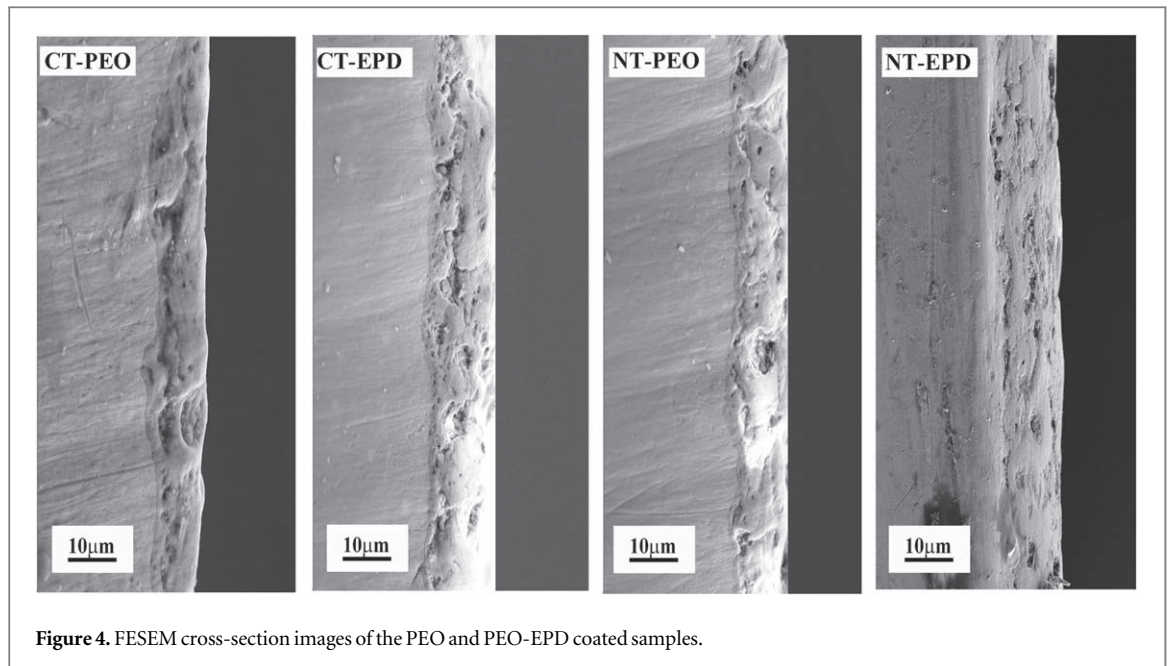 CT-PEO
CT-EPD
NT-PEO
NT-EPD
10μm
10μm
10μm
10μm
Figure 4. FESEM cross-section images of the PEO and PEO-EPD coated samples.